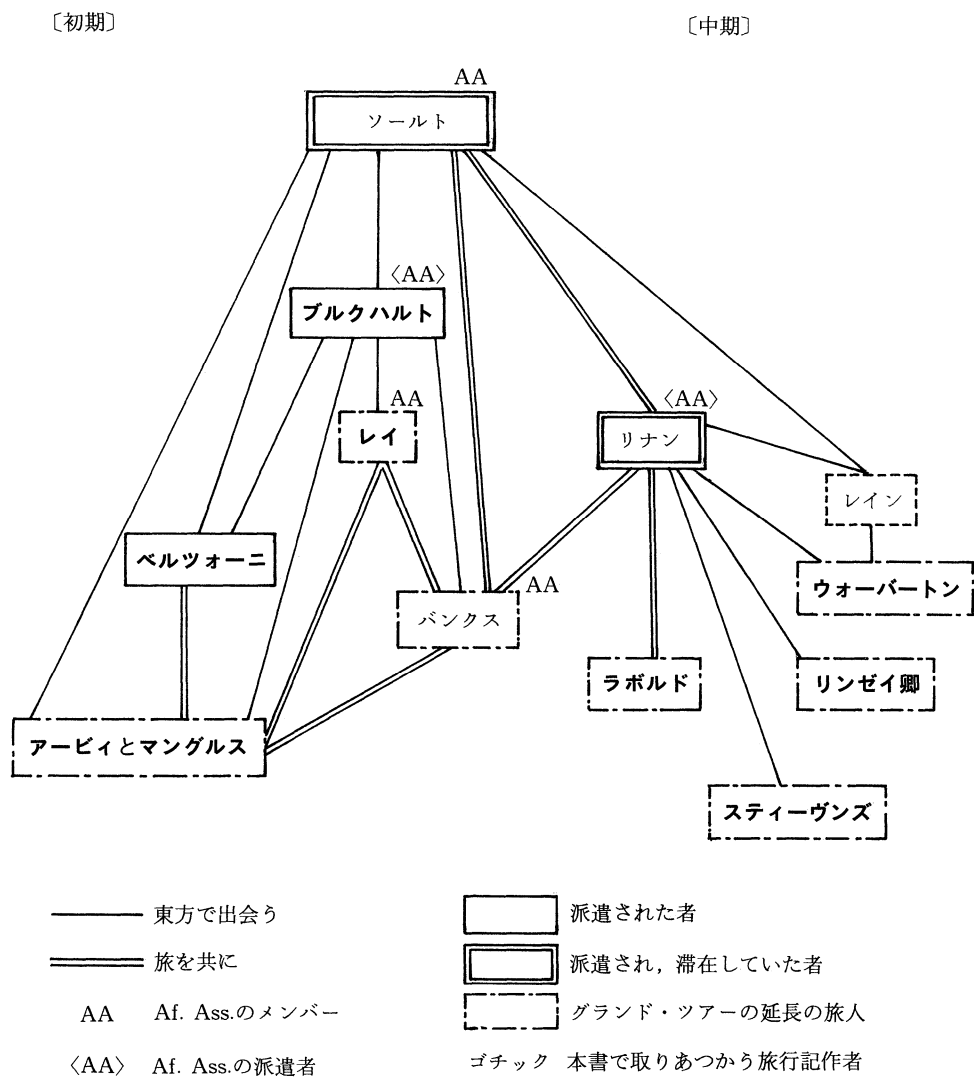 〔初期〕
〔中期〕
AA
ソールト
〈AA〉
ブルクハルト
AA
レイ
〈AA〉
リナン
レイン
ベルツォーニ
ウォーバートン
AA
バンクス
ラボルド
リンゼイ卿
アービィとマングルス
スティーヴンズ
東方で出会う
旅を共に
AA Af. Ass.のメンバー
〈AA〉 Af. Ass.の派遣者
派遣された者
派遣され，滞在していた者
グランド・ツアーの延長の旅人
ゴチック 本書で取りあつかう旅行記作者